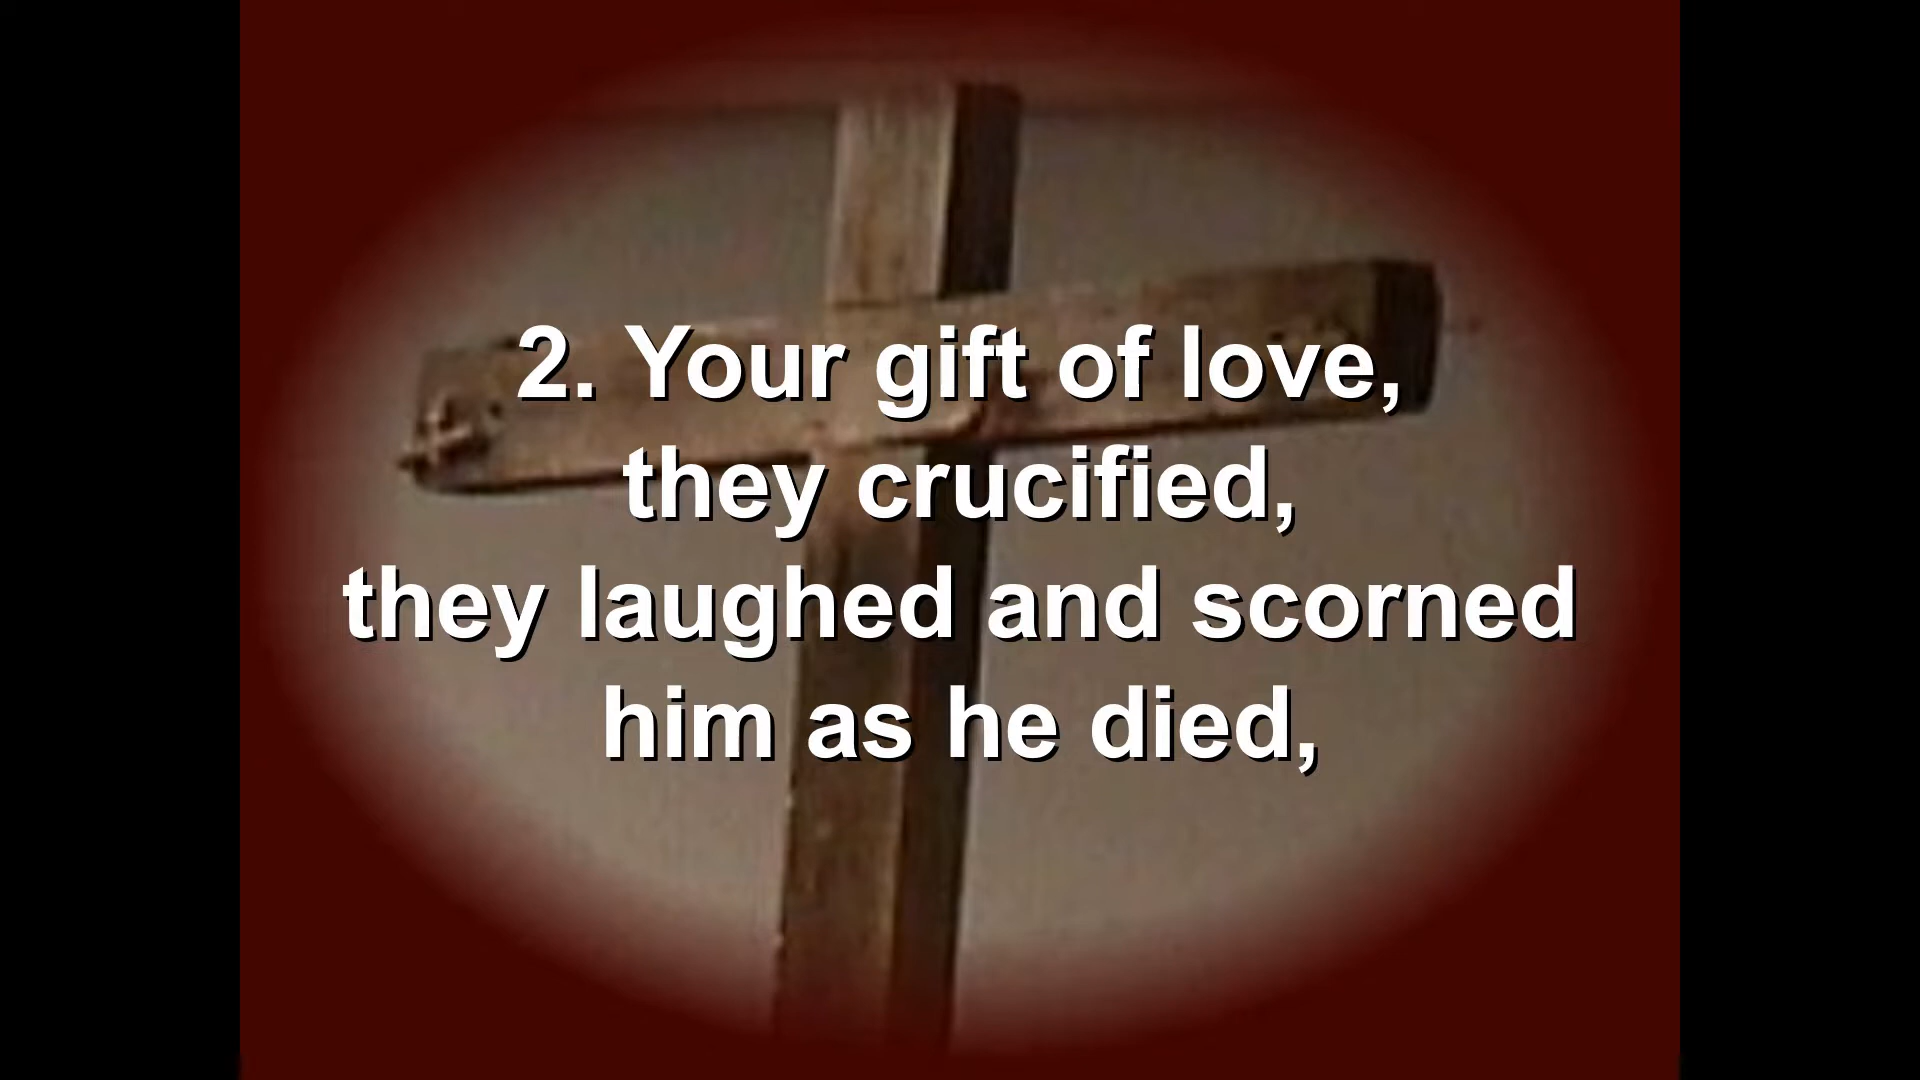 2. Your gift of love,
they crucified,
they laughed and scorned
him as he died,